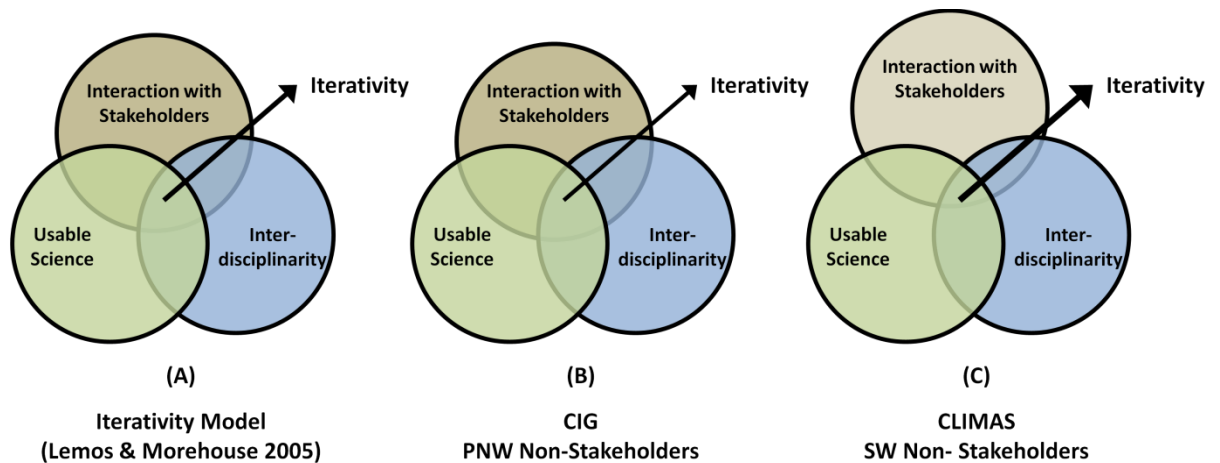 Interaction with
Stakeholders
Iterativity
Usable
Science
Inter-
disciplinarity
(A)
Iterativity Model
(Lemos & Morehouse 2005)
Interaction with
Stakeholders
Iterativity
Usable
Science
Inter-
disciplinarity
(B)
CIG
PNW Non-Stakeholders
Interaction with
Stakeholders
Iterativity
Usable
Science
Inter-
disciplinarity
(C)
CLIMAS
SW Non- Stakeholders